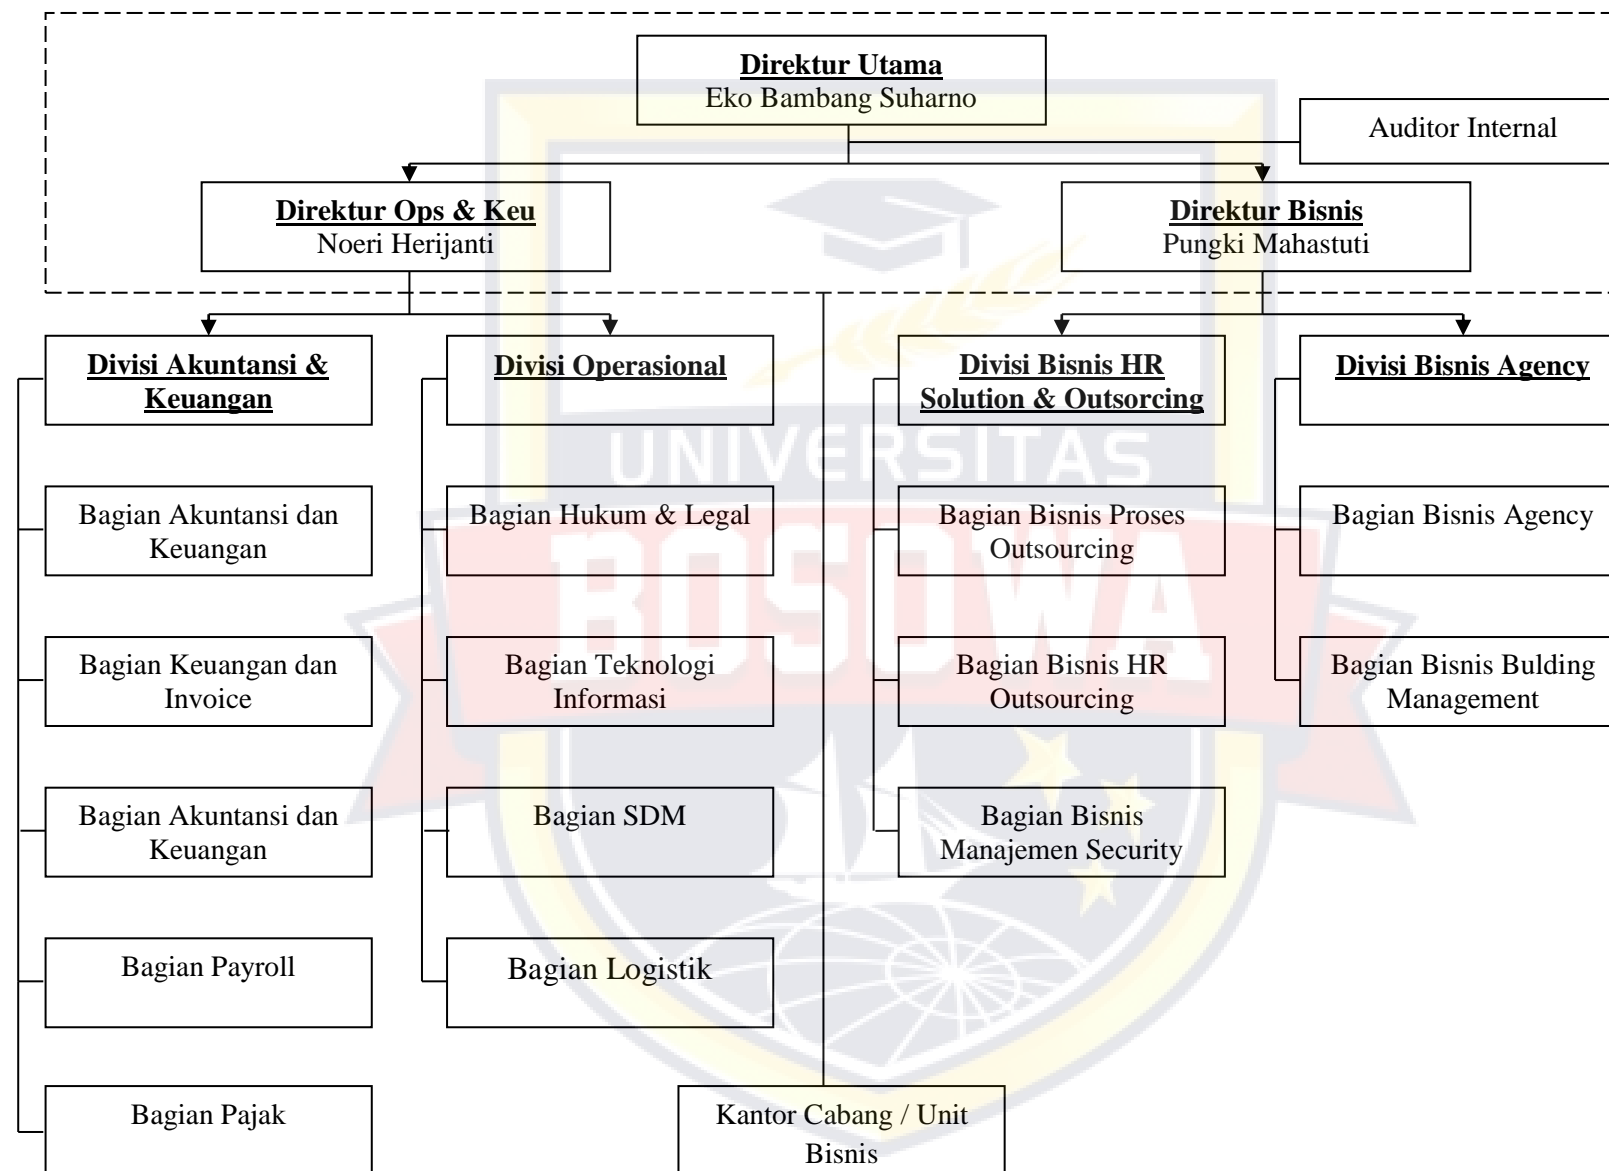 Direktur Utama
Eko Bambang Suharno
Auditor Internal
Direktur Ops & Keu
Noeri Herijanti
Direktur Bisnis
Pungki Mahastuti
Divisi Akuntansi &
Keuangan
Divisi Operasional
Divisi Bisnis HR
Solution & Outsorcing
Divisi Bisnis Agency
UNIVERSITAS
BOSOWA
Bagian Akuntansi dan
Keuangan
Bagian Hukum & Legal
Bagian Bisnis Proses
Outsourcing
Bagian Bisnis Agency
Bagian Keuangan dan
Invoice
Bagian Teknologi
Informasi
Bagian Bisnis HR
Outsourcing
Bagian Bisnis Bulding
Management
Bagian Akuntansi dan
Keuangan
Bagian SDM
Bagian Bisnis
Manajemen Security
Bagian Payroll
Bagian Logistik
Bagian Pajak
Kantor Cabang / Unit
Bisnis